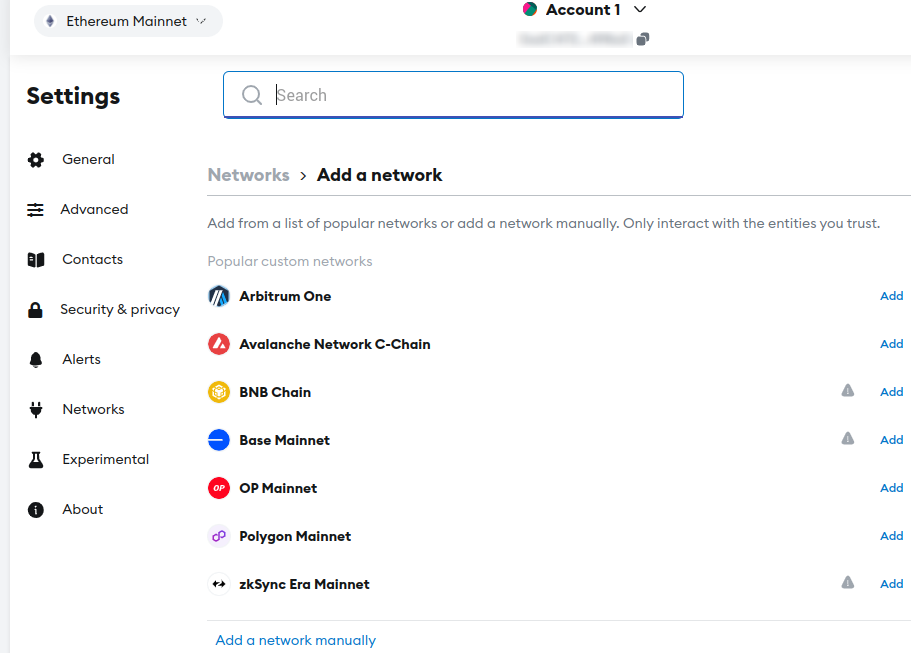 Ethereum Mainnet
Account 1
Settings
Search
General
Advanced
Contacts
Security & privacy
Alerts
Networks
Experimental
About
Networks > Add a network
Add from a list of popular networks or add a network manually. Only interact with the entities you trust.
Popular custom networks
Arbitrum One Add
Avalanche Network C-Chain Add
BNB Chain Add
Base Mainnet Add
OP OP Mainnet Add
Polygon Mainnet Add
zkSync Era Mainnet Add
Add a network manually